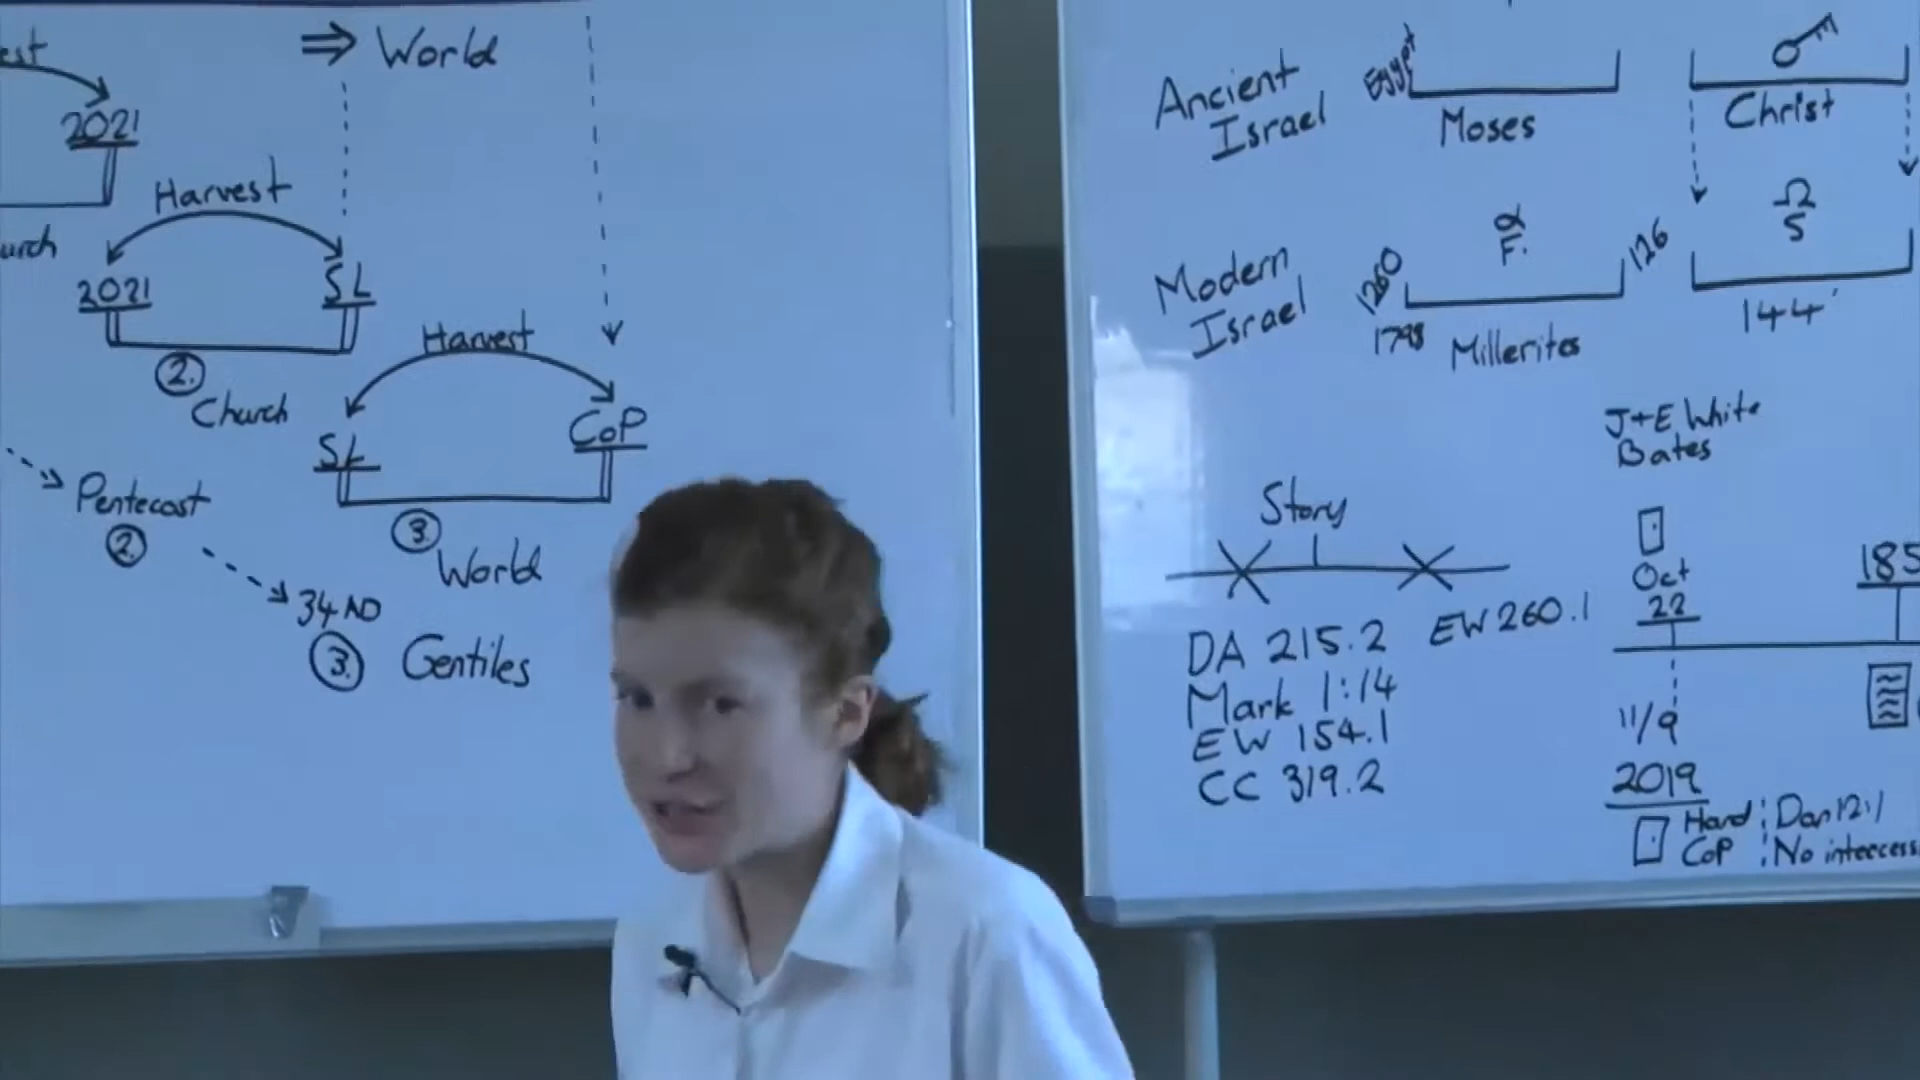 ⇒ World
2021
Harvest
2021
SL
2.
Church
Harvest
SL
CoP
3.
World
Pentecost
2.
34 AD
3.
Gentiles
Ancient
Israel
Egypt
Moses
Christ
Modern
Israel
1260
1798
α
F.
126
Millerites
Ω
S
144'
J+E White
Bates
Story
DA 215.2
EW 260.1
Mark 1:14
EW 154.1
CC 319.2
Oct
22
185
11/9
2019
Hand : Dan 12:1
CoP : No intercess